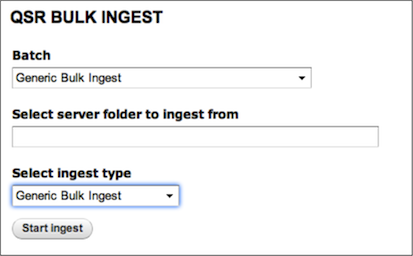 QSR BULK INGEST
Batch
Generic Bulk Ingest
Select server folder to ingest from
Select ingest type
Generic Bulk Ingest
Start ingest